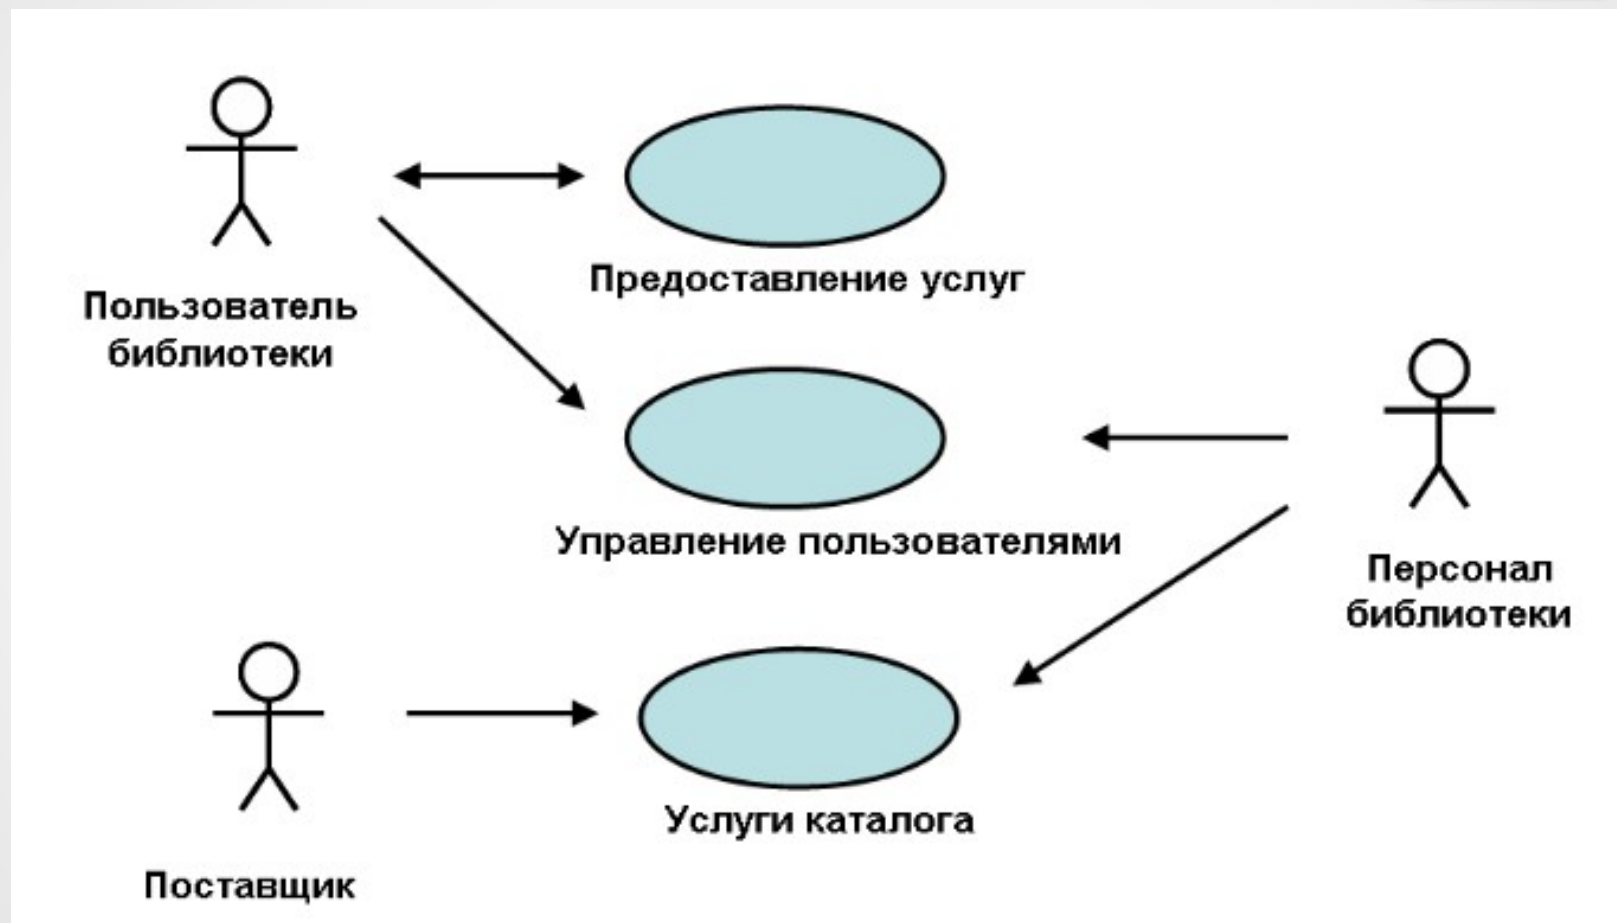 Предоставление услуг
Пользователь
библиотеки
Управление пользователями
Персонал
библиотеки
Услуги каталога
Поставщик